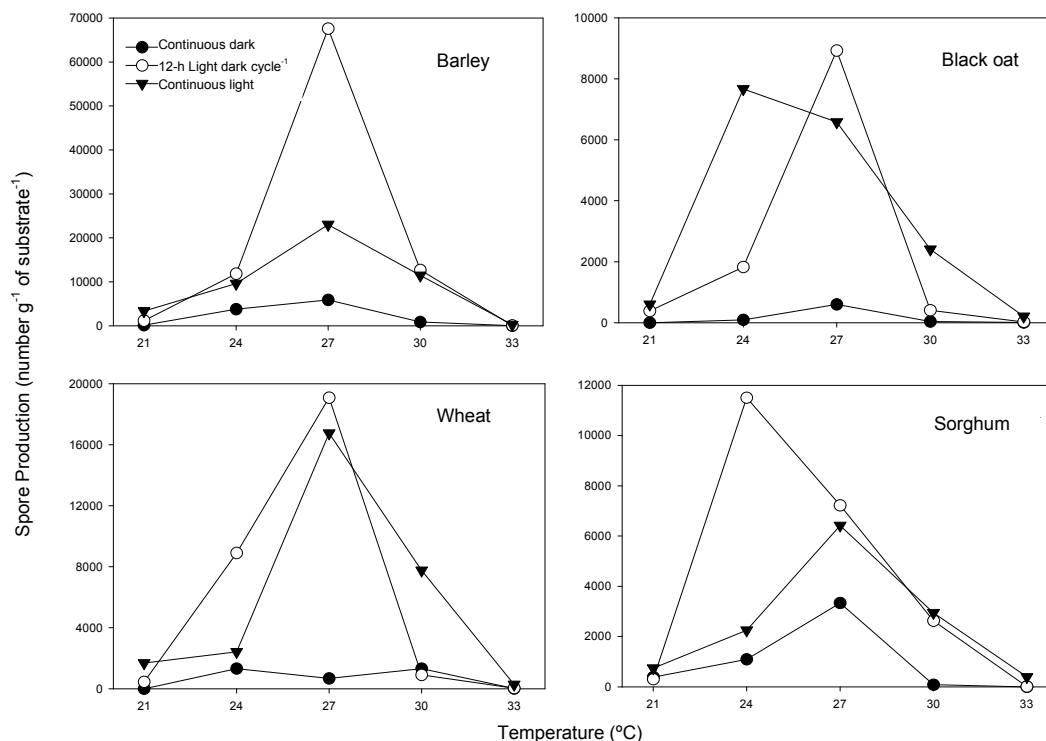 Spore Production (number g⁻¹ of substrate⁻¹)
70000
60000
50000
40000
30000
20000
10000
0
Continuous dark
12-h Light dark cycle⁻¹
Continuous light
Barley
21 24 27 30 33
10000
8000
6000
4000
2000
0
Black oat
21 24 27 30 33
20000
16000
12000
8000
4000
0
Wheat
21 24 27 30 33
12000
10000
8000
6000
4000
2000
0
Sorghum
21 24 27 30 33
Temperature (ºC)